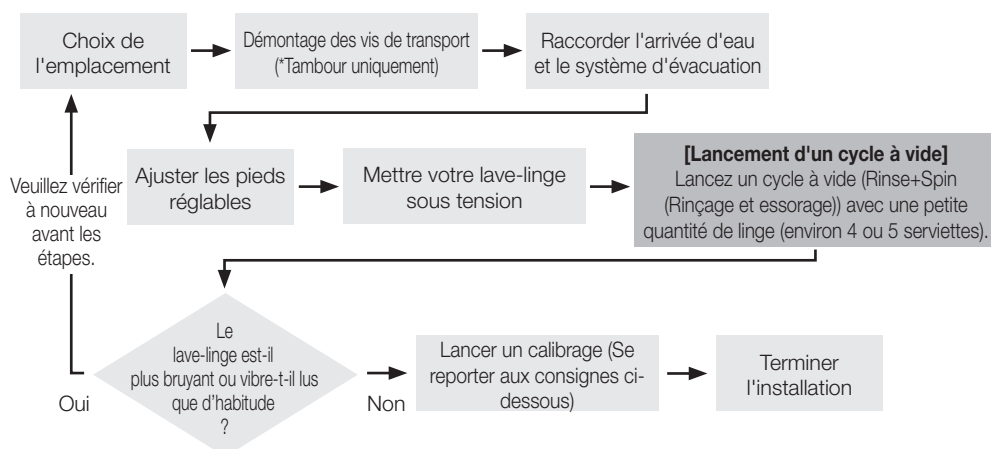 Choix de
l'emplacement
Démontage des vis de transport
(*Tambour uniquement)
Raccorder l'arrivée d'eau
et le système d'évacuation
Ajuster les pieds
réglables
Mettre votre lave-linge
sous tension
[Lancement d'un cycle à vide]
Lancez un cycle à vide (Rinse+Spin
(Rinçage et essorage)) avec une petite
quantité de linge (environ 4 ou 5 serviettes).
Veuillez vérifier
à nouveau
avant les
étapes.
Le
lave-linge est-il
plus bruyant ou vibre-t-il lus
que d'habitude
?
Oui
Non
Lancer un calibrage (Se
reporter aux consignes ci-
dessous)
Terminer
l'installation